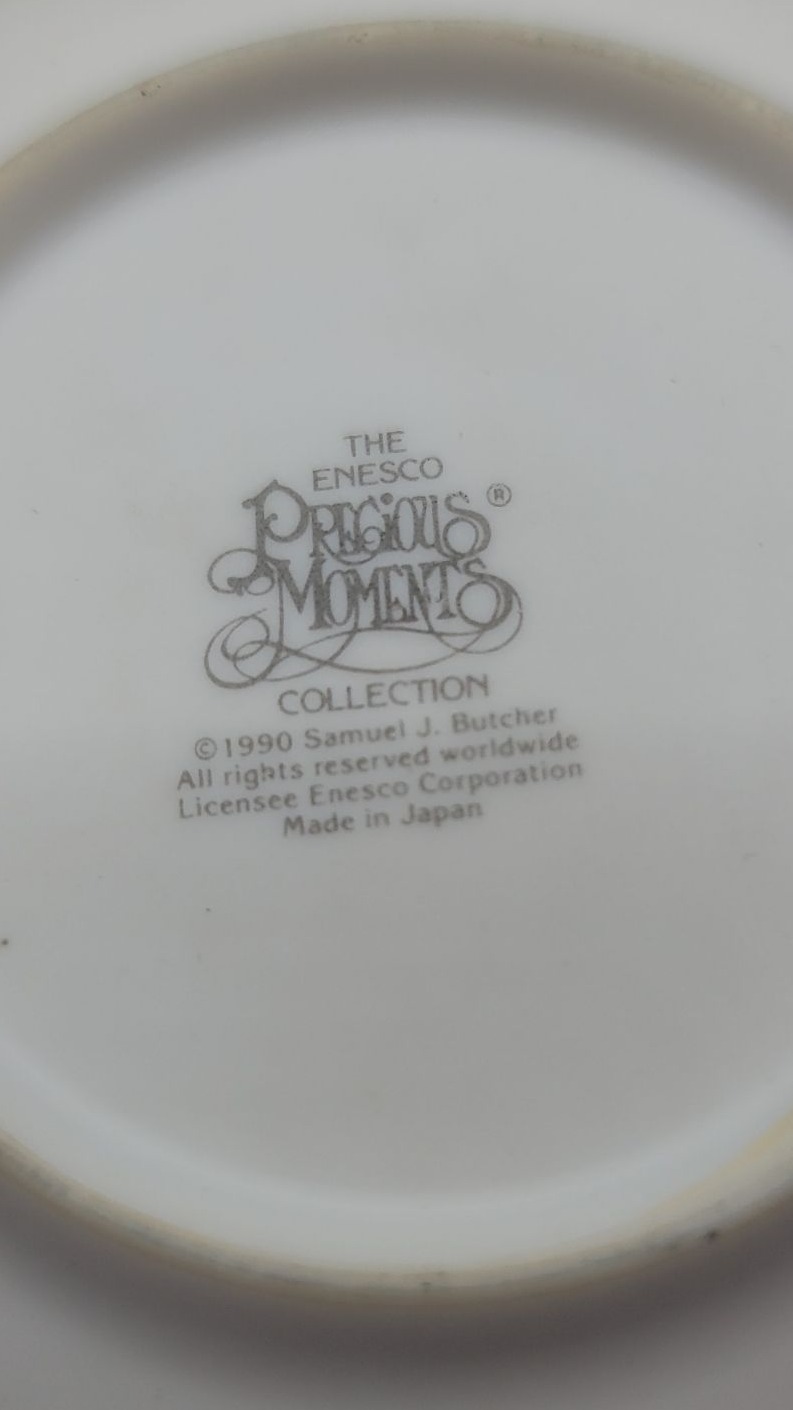 THE
ENESCO
PRECIOUS ®
MOMENTS
COLLECTION
©1990 Samuel J. Butcher
All rights reserved worldwide
Licensee Enesco Corporation
Made in Japan